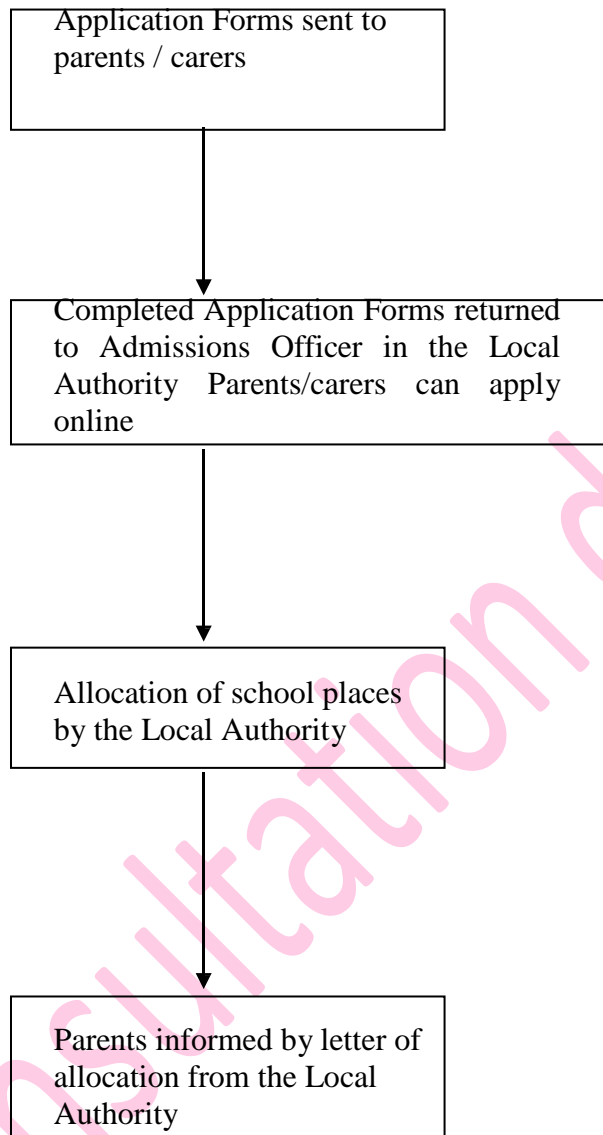 Application Forms sent to
parents / carers
Completed Application Forms returned
to Admissions Officer in the Local
Authority Parents/carers can apply
online
Allocation of school places
by the Local Authority
Parents informed by letter of
allocation from the Local
Authority
nsultation d